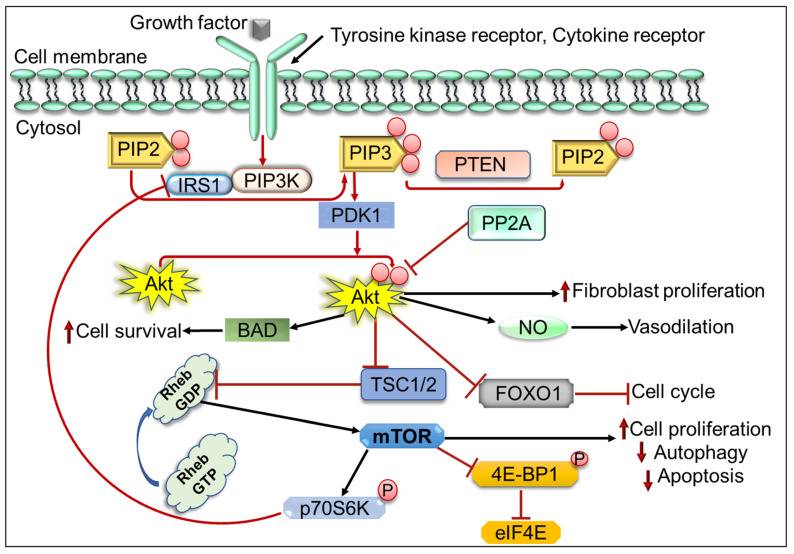 Growth factor
Tyrosine kinase receptor, Cytokine receptor
Cell membrane
Cytosol
PIP2
IRS1
PIP3K
PIP3
PTEN
PIP2
PDK1
PP2A
Akt
Akt
Fibroblast proliferation
Cell survival
BAD
NO
Vasodilation
Rheb
GDP
TSC1/2
FOXO1
Cell cycle
mTOR
Cell proliferation
Autophagy
Apoptosis
Rheb
GTP
4E-BP1
P
p70S6K
P
eIF4E